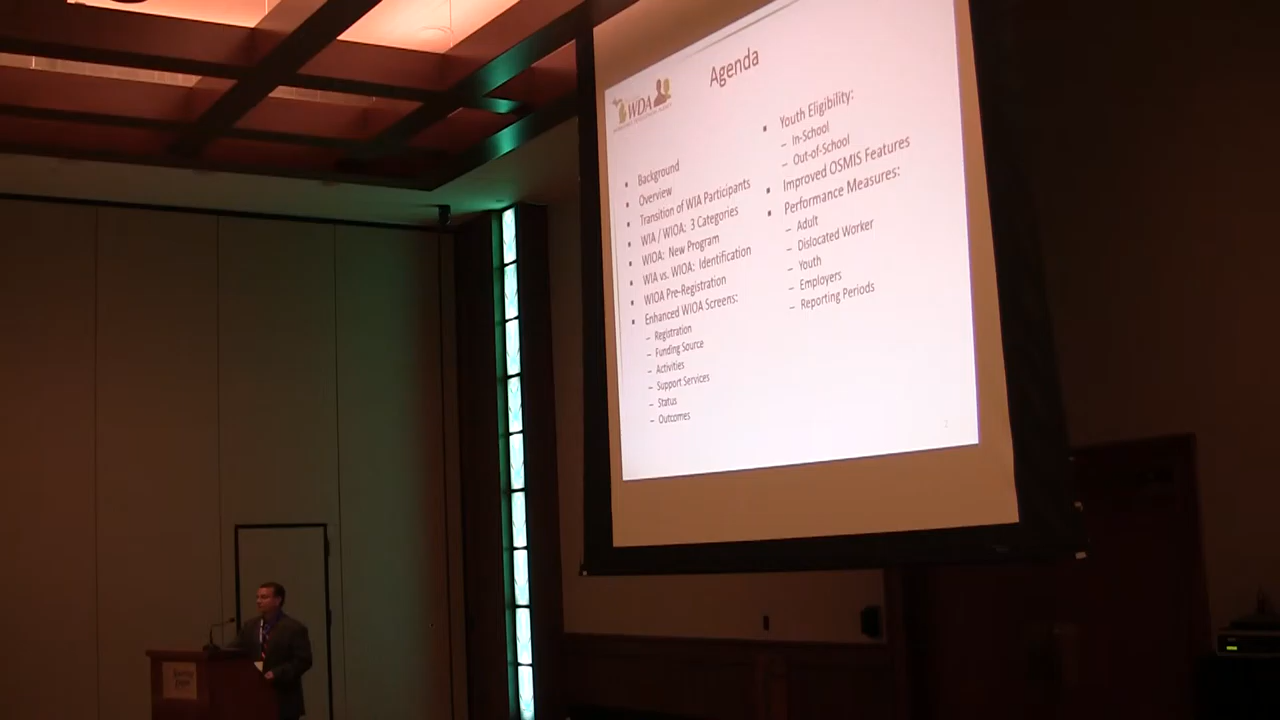 Agenda
WDA
Background
Overview
Transition of WIA Participants
WIA / WIOA: 3 Categories
WIOA: New Program
WIA vs. WIOA: Identification
WIOA Pre-Registration
Enhanced WIOA Screens:
– Registration
– Funding Source
– Activities
– Support Services
– Status
– Outcomes
Youth Eligibility:
– In-School
– Out-of-School
Improved OSMIS Features
Performance Measures:
– Adult
– Dislocated Worker
– Youth
– Employers
– Reporting Periods
2